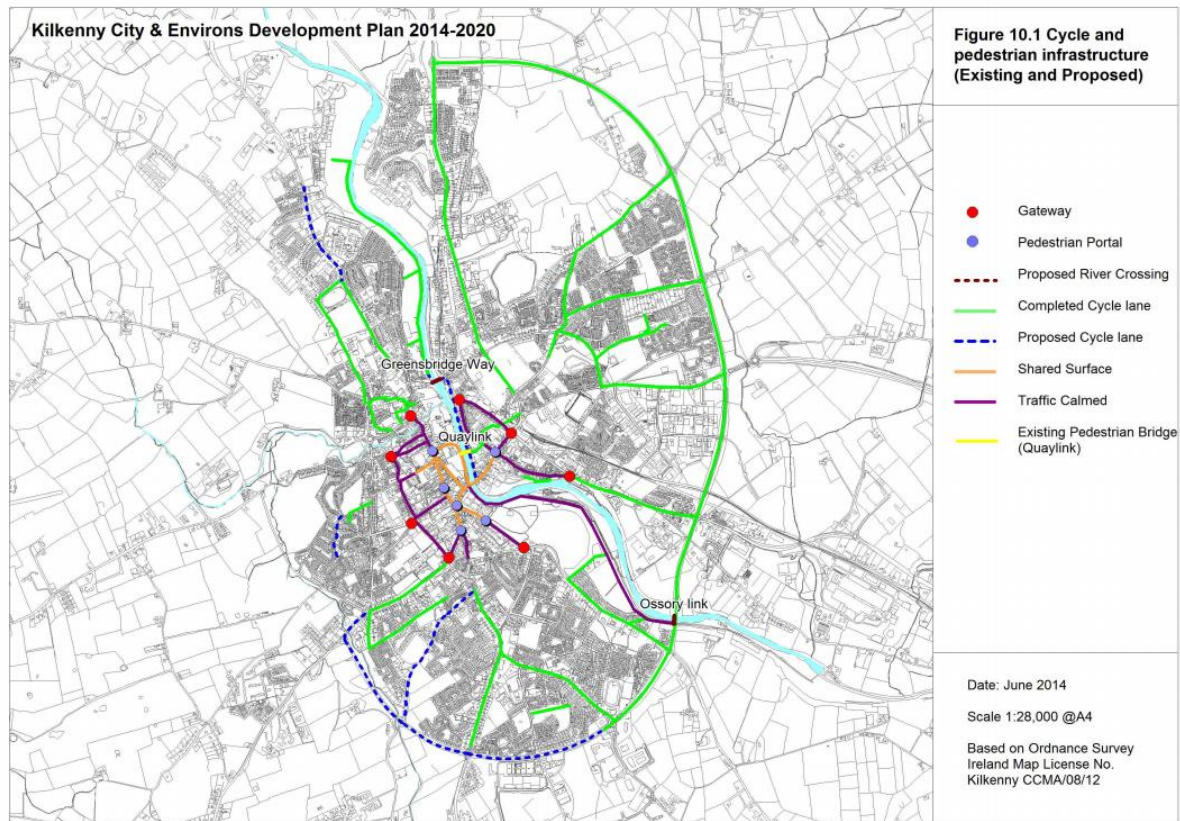 Kilkenny City & Environs Development Plan 2014-2020
Figure 10.1 Cycle and
pedestrian infrastructure
(Existing and Proposed)
Gateway
Pedestrian Portal
Proposed River Crossing
Completed Cycle lane
Proposed Cycle lane
Shared Surface
Traffic Calmed
Existing Pedestrian Bridge
(Quaylink)
Greensbridge Way
Quaylink
Ossory link
Date: June 2014
Scale 1:28,000 @A4
Based on Ordnance Survey
Ireland Map License No.
Kilkenny CCMA/08/12